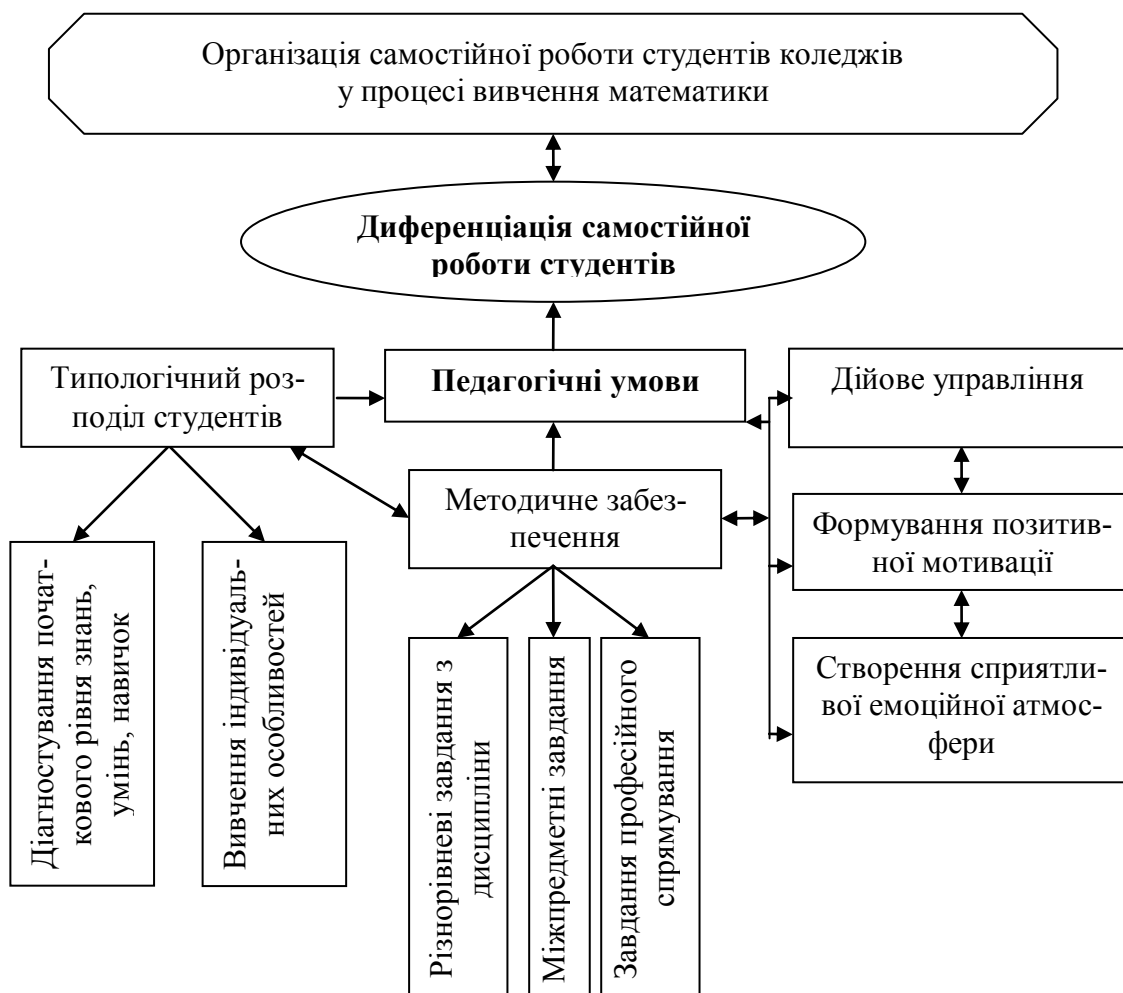 Організація самостійної роботи студентів коледжів
у процесі вивчення математики
Диференціація самостійної
роботи студентів
Типологічний роз-
поділ студентів
Педагогічні умови
Дійове управління
Методичне забез-
печення
Формування позитив-
ної мотивації
Створення сприятли-
вої емоційної атмос-
фери
Діагностування почат-
кового рівня знань,
умінь, навичок
Вивчення індивідуаль-
них особливостей
Різнорівневі завдання з
дисципліни
Міжпредметні завдання
Завдання професійного
спрямування